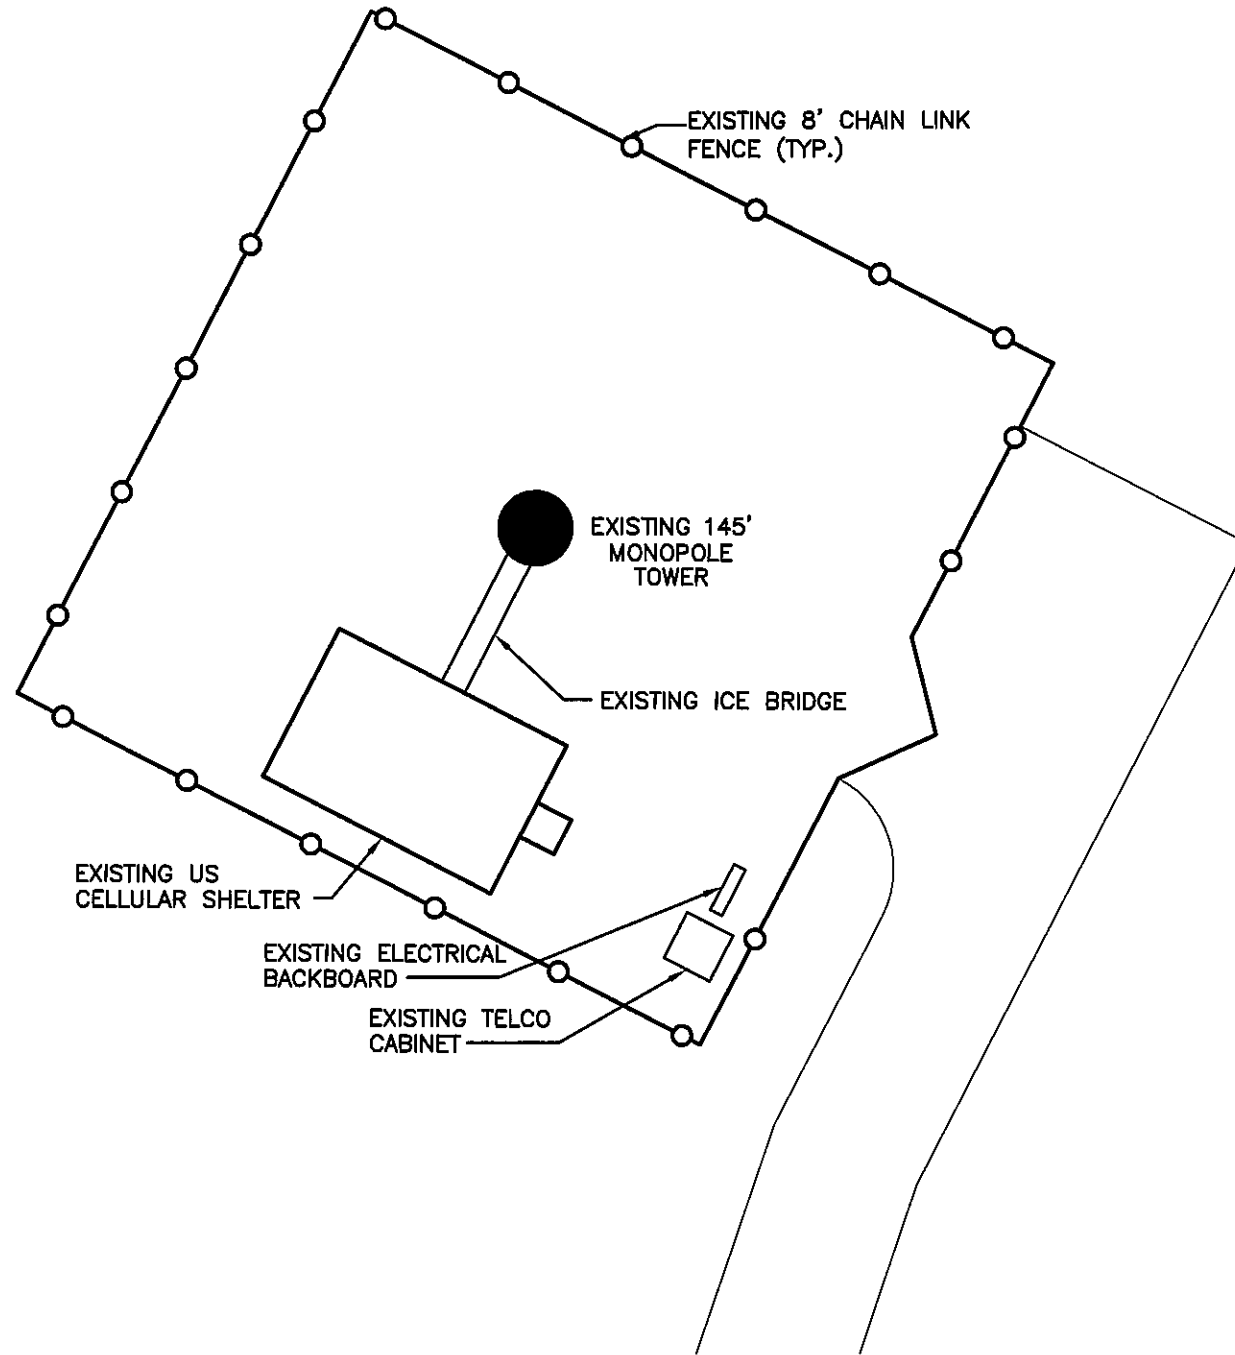 EXISTING 8' CHAIN LINK
FENCE (TYP.)
EXISTING 145'
MONOPOLE
TOWER
EXISTING ICE BRIDGE
EXISTING US
CELLULAR SHELTER
EXISTING ELECTRICAL
BACKBOARD
EXISTING TELCO
CABINET